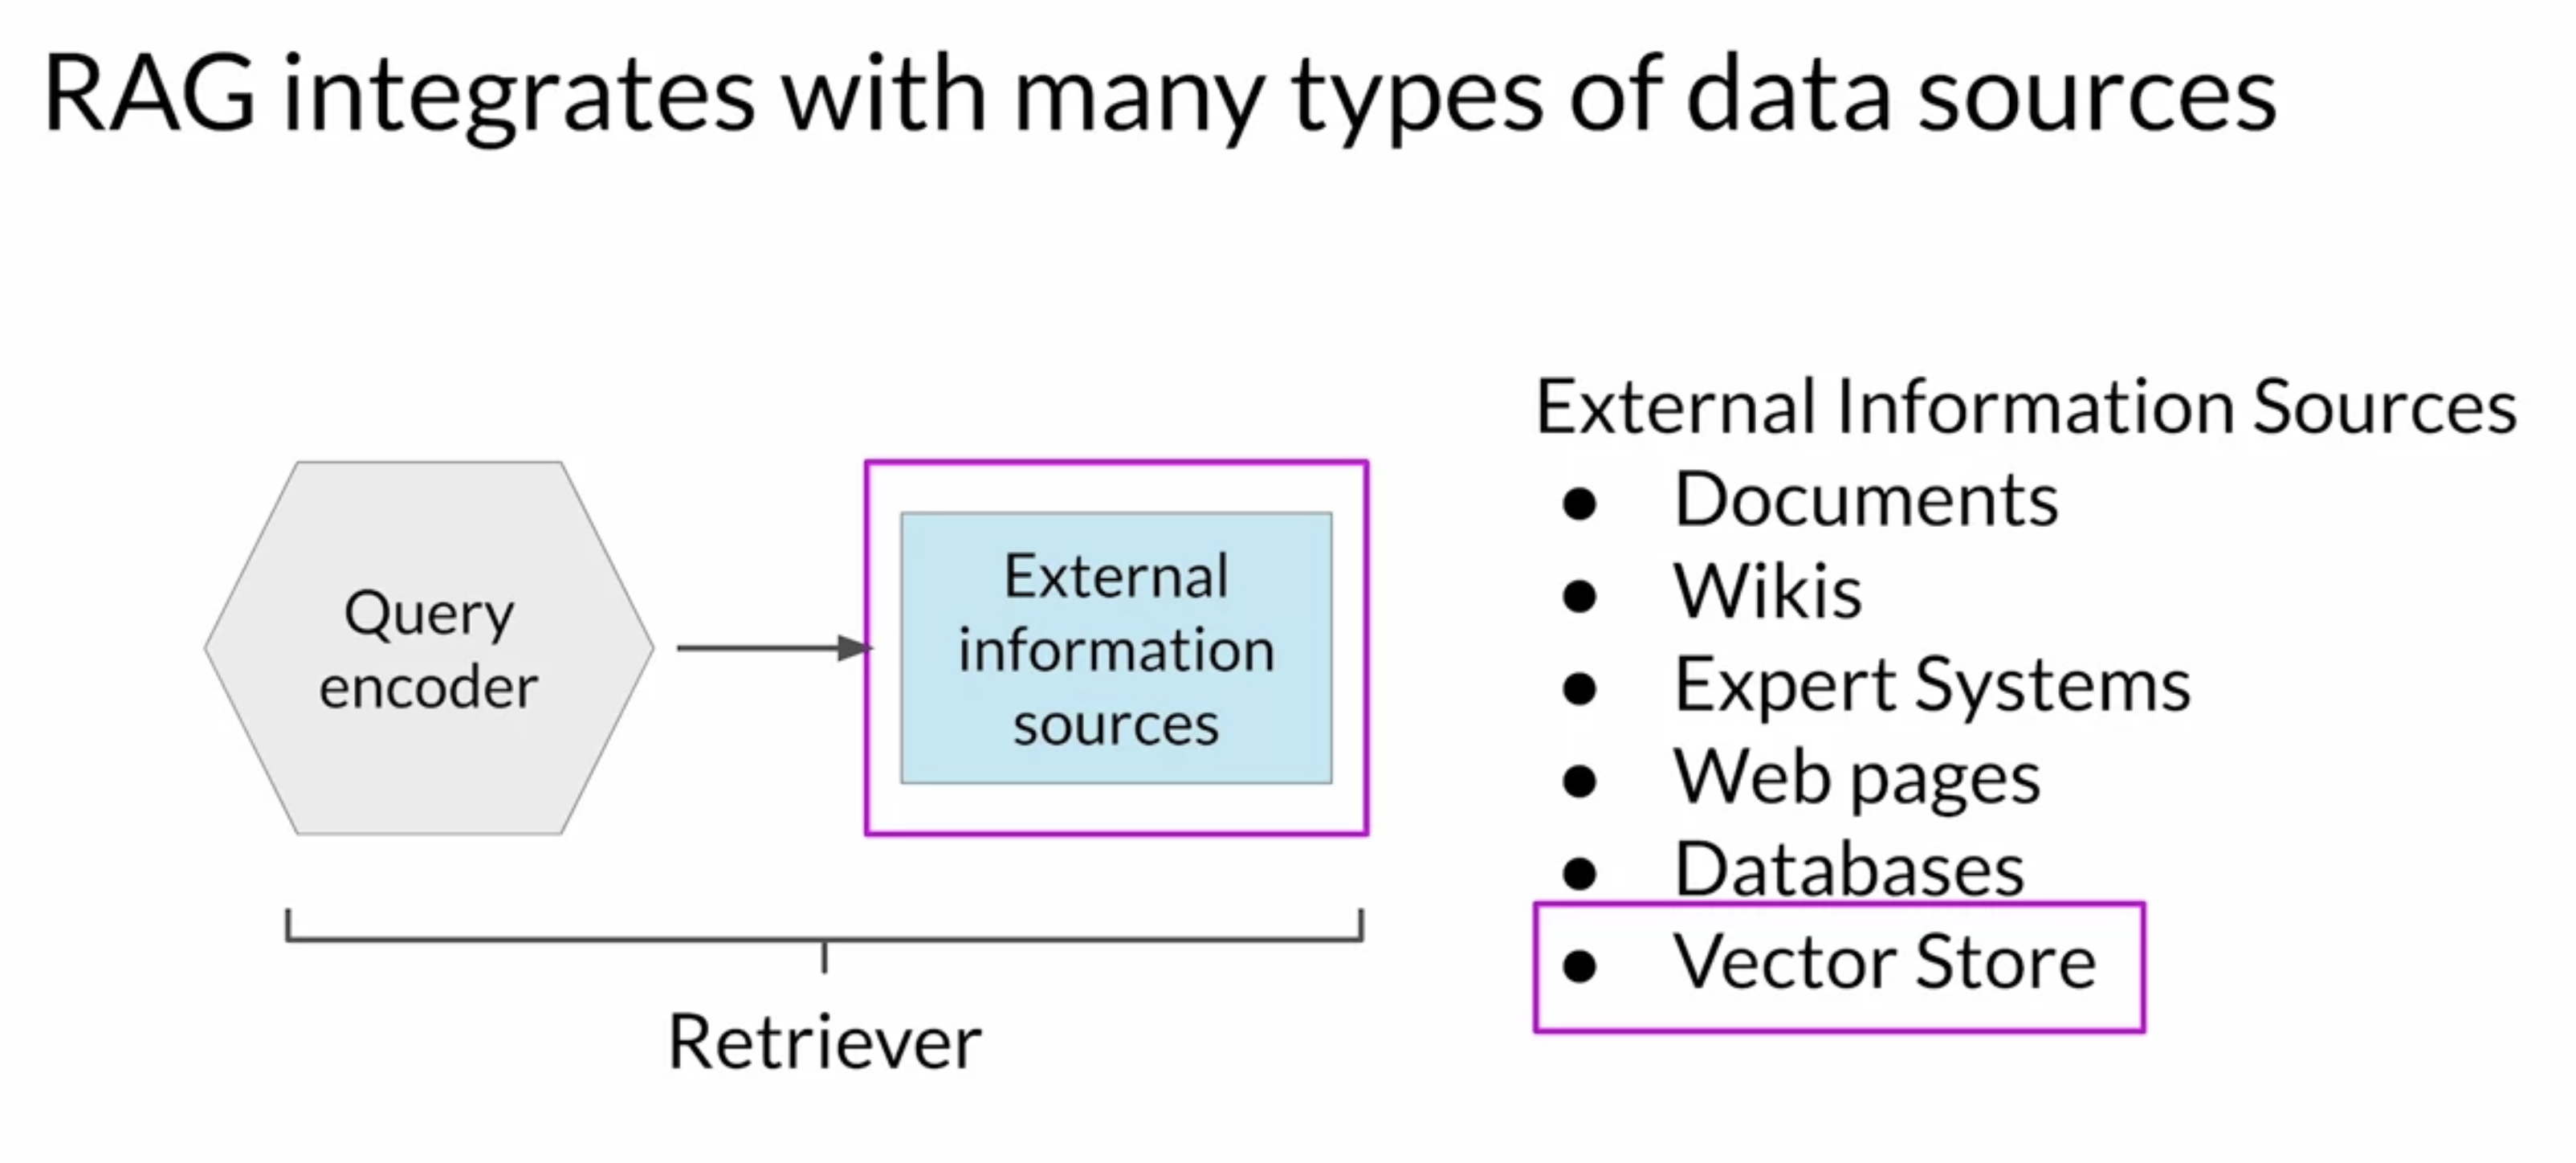 RAG integrates with many types of data sources
Query
encoder
External
information
sources
Retriever
External Information Sources
● Documents
● Wikis
● Expert Systems
● Web pages
● Databases
● Vector Store